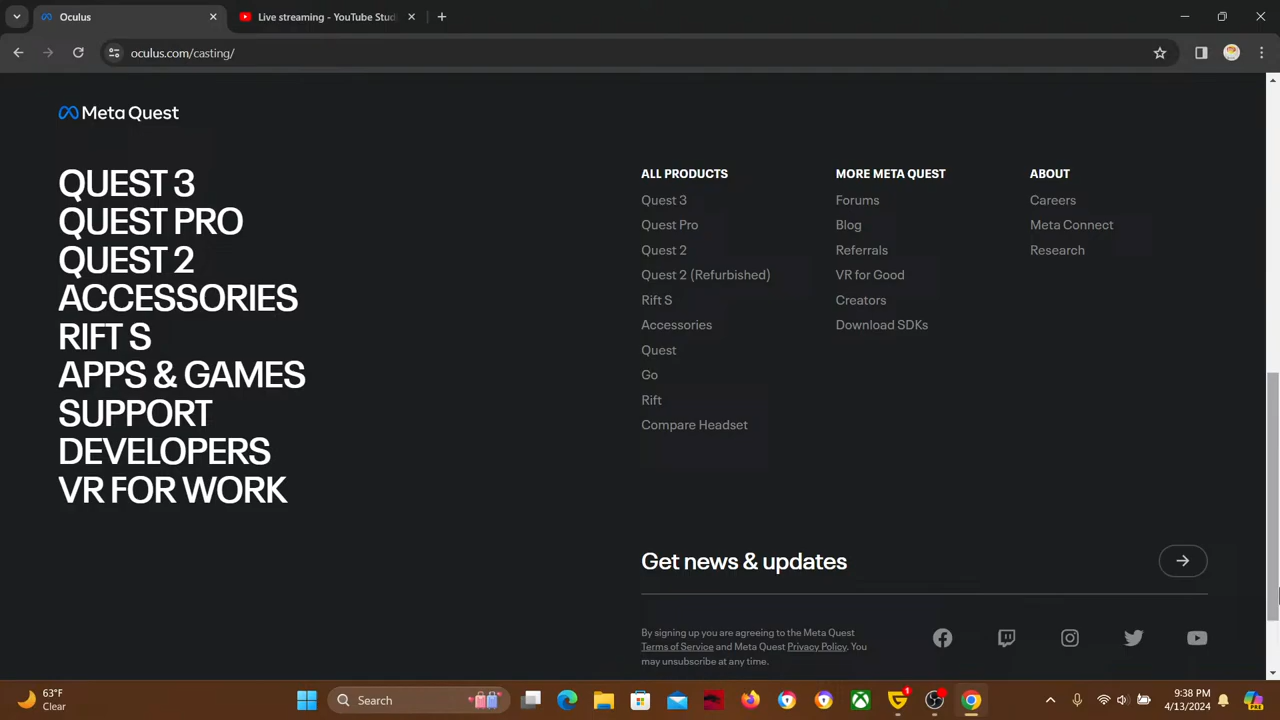 Oculus
Live streaming - YouTube Stud
oculus.com/casting/
Meta Quest
QUEST 3
QUEST PRO
QUEST 2
ACCESSORIES
RIFT S
APPS & GAMES
SUPPORT
DEVELOPERS
VR FOR WORK
ALL PRODUCTS
Quest 3
Quest Pro
Quest 2
Quest 2 (Refurbished)
Rift S
Accessories
Quest
Go
Rift
Compare Headset
MORE META QUEST
Forums
Blog
Referrals
VR for Good
Creators
Download SDKs
ABOUT
Careers
Meta Connect
Research
Get news & updates
By signing up you are agreeing to the Meta Quest
Terms of Service and Meta Quest Privacy Policy. You
may unsubscribe at any time.
63°F
Clear
Search
1
9:38 PM
4/13/2024